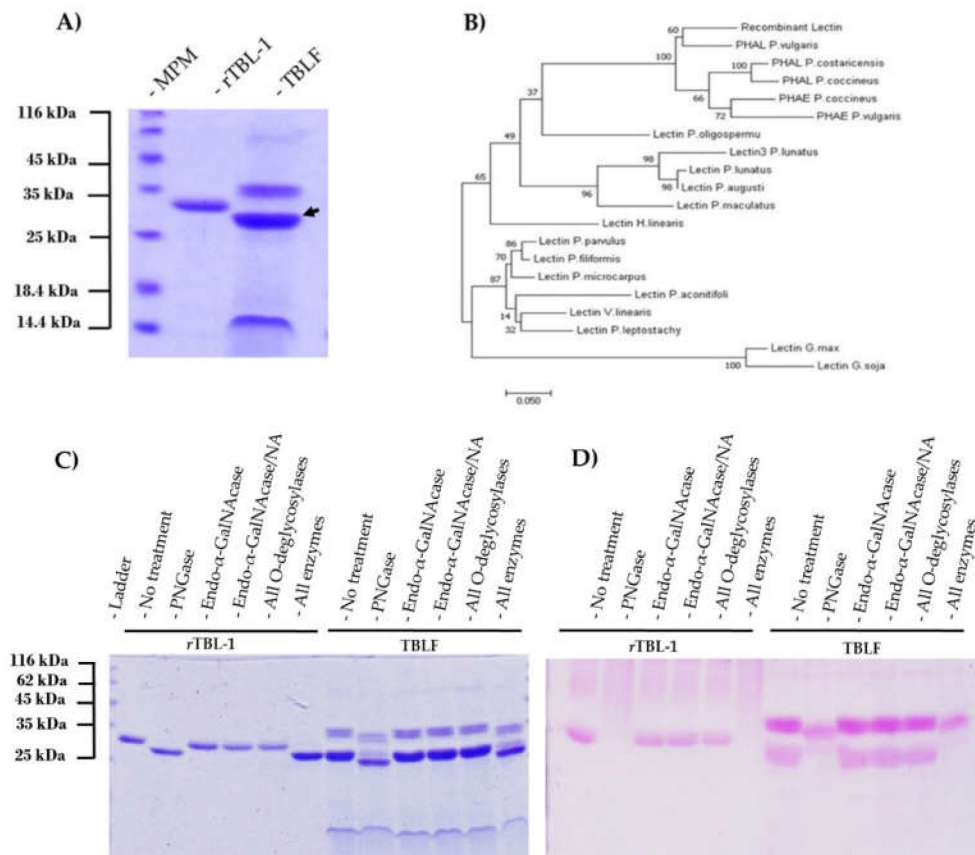 A)
- MPM
- rTBL-1
- TBLF
116 kDa
45 kDa
35 kDa
25 kDa
18.4 kDa
14.4 kDa
B)
Recombinant Lectin
60
PHAL P.vulgaris
100
PHAL P.costaricensis
100
PHAL P.coccineus
66
PHAE P.coccineus
72
PHAE P.vulgaris
37
Lectin P.oligospermu
49
Lectin3 P.lunatus
98
Lectin P.lunatus
98
Lectin P.augusti
96
Lectin P.maculatus
65
Lectin H.linearis
Lectin P.parvulus
86
Lectin P.filiformis
70
Lectin P.microcarpus
87
Lectin P.aconitifoli
14
Lectin V.linearis
32
Lectin P.leptostachy
Lectin G.max
100
Lectin G.soja
0.050
C)
- Ladder
- No treatment
- PNGase
- Endo-α-GalNAcase
- Endo-α-GalNAcase/NA
- All O-deglycosylases
- All enzymes
- No treatment
- PNGase
- Endo-α-GalNAcase
- Endo-α-GalNAcase/NA
- All O-deglycosylases
- All enzymes
rTBL-1
TBLF
116 kDa
62 kDa
45 kDa
35 kDa
25 kDa
D)
- No treatment
- PNGase
- Endo-α-GalNAcase
- Endo-α-GalNAcase/NA
- All O-deglycosylases
- All enzymes
- No treatment
- PNGase
- Endo-α-GalNAcase
- Endo-α-GalNAcase/NA
- All O-deglycosylases
- All enzymes
rTBL-1
TBLF